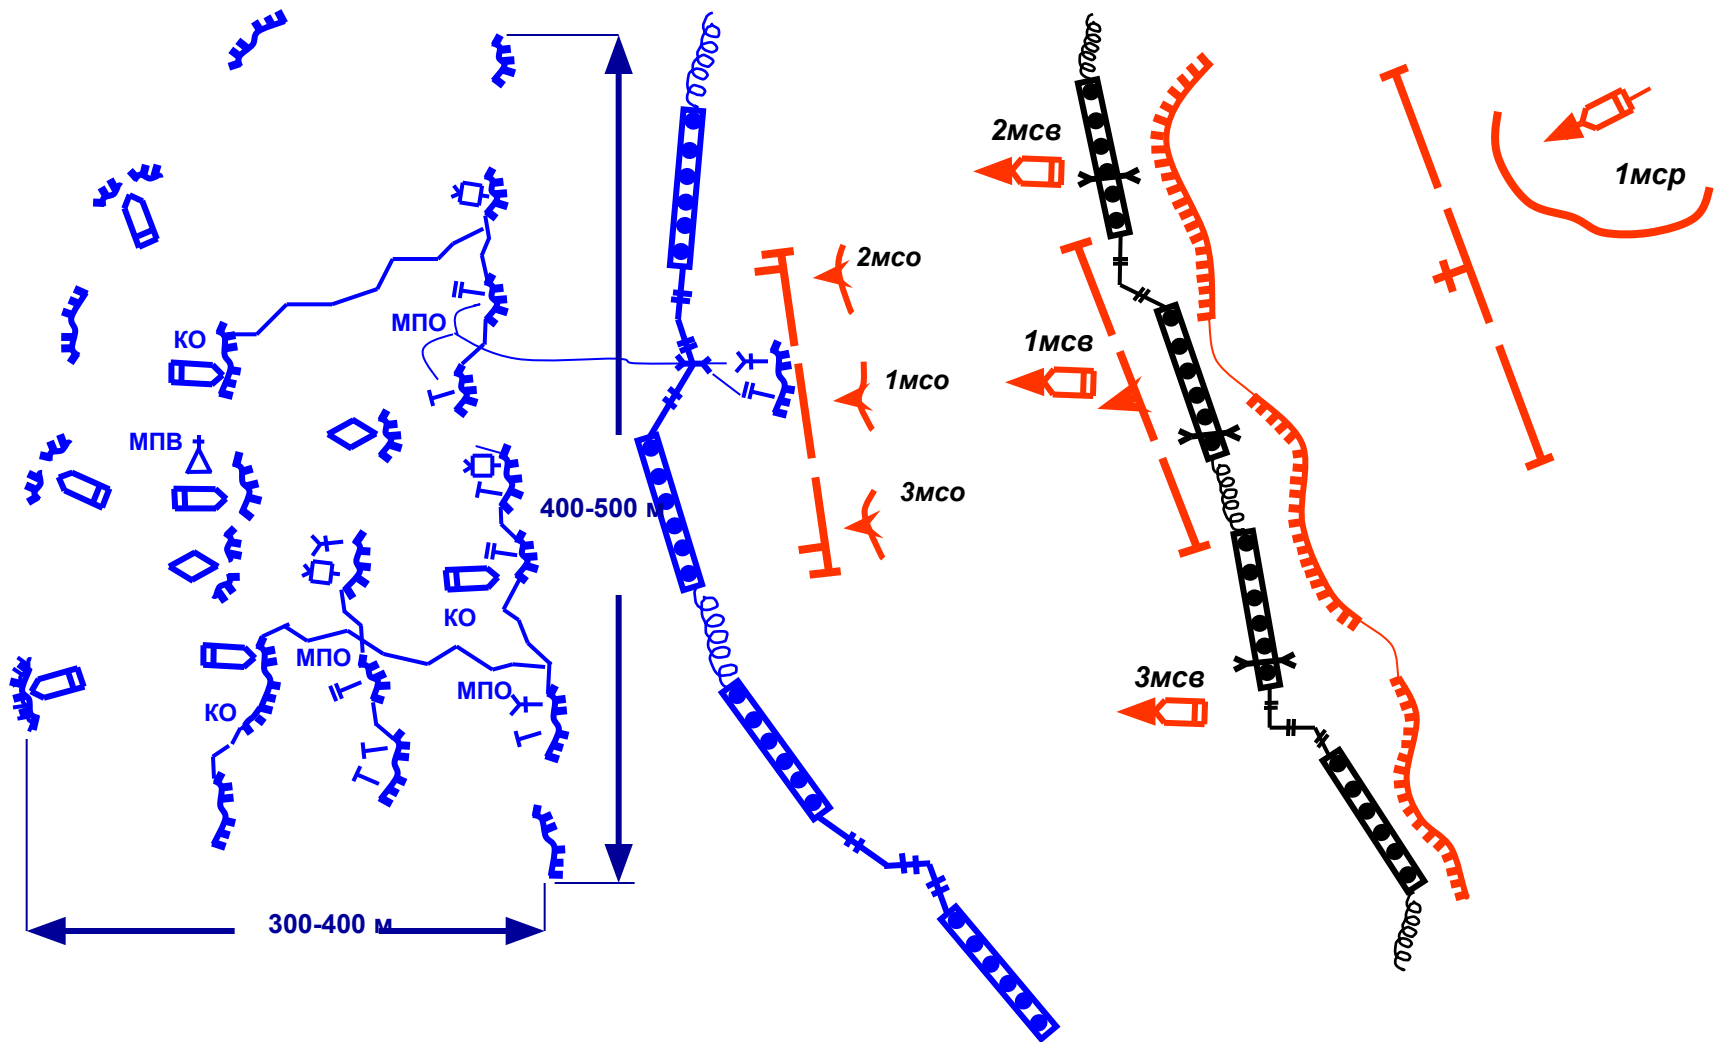 2мсв
1мср
2мсо
МПО
КО
1мсв
1мсо
МПВ
3мсо
400-500 м
КО
МПО
3мсв
МПО
КО
300-400 м